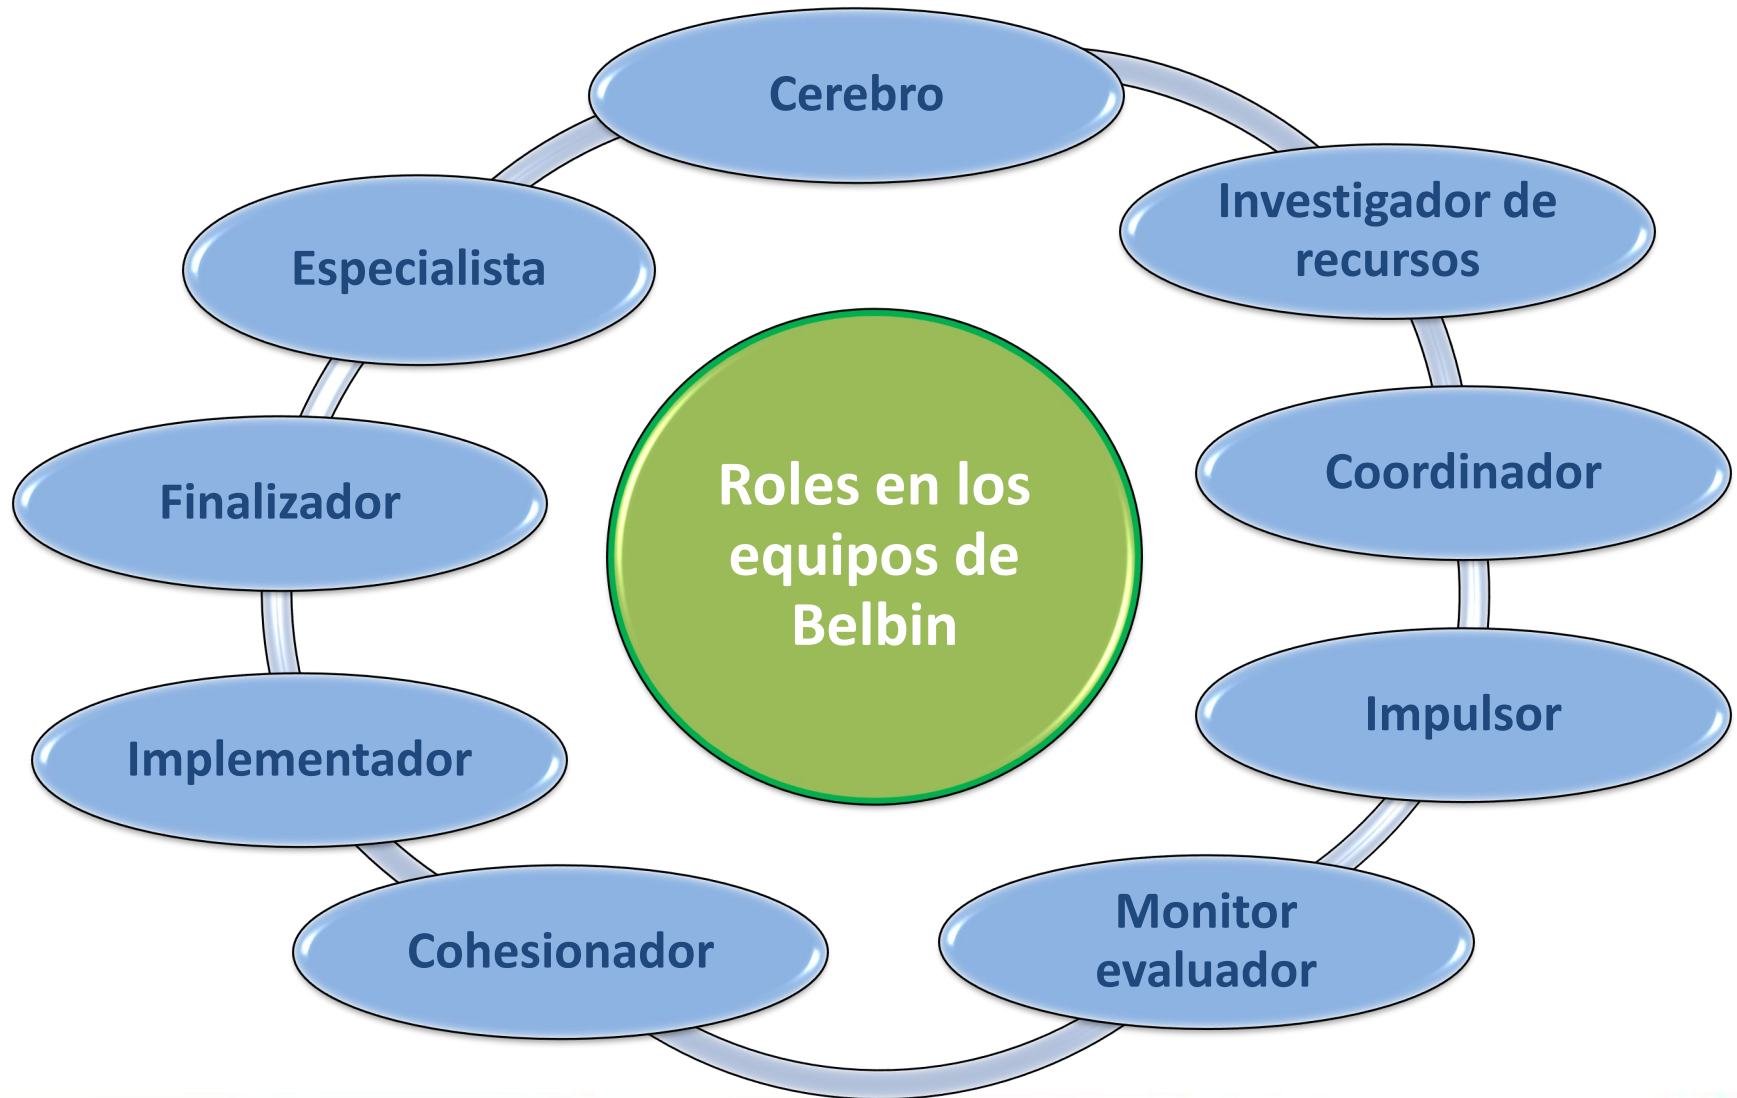 Cerebro
Investigador de
recursos
Coordinador
Impulsor
Monitor
evaluador
Cohesionador
Implementador
Finalizador
Especialista
Roles en los
equipos de
Belbin